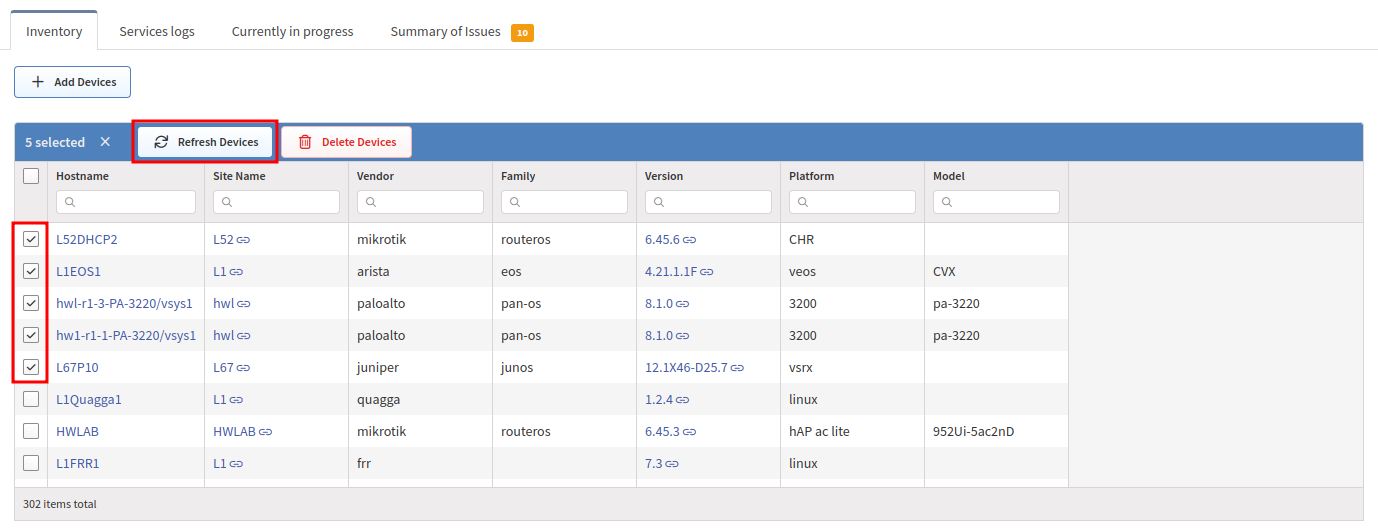 Inventory Services logs Currently in progress Summary of Issues 10
Add Devices
5 selected Refresh Devices Delete Devices
Hostname Site Name Vendor Family Version Platform Model
L52DHCP2 L52 mikrotik routeros 6.45.6 CHR
L1EOS1 L1 arista eos 4.21.1.1F veos CVX
hwl-r1-3-PA-3220/vsys1 hwl paloalto pan-os 8.1.0 3200 pa-3220
hw1-r1-1-PA-3220/vsys1 hwl paloalto pan-os 8.1.0 3200 pa-3220
L67P10 L67 juniper junos 12.1X46-D25.7 vsrx
L1Quagga1 L1 quagga 1.2.4 linux
HWLAB HWLAB mikrotik routeros 6.45.3 hAP ac lite 952Ui-5ac2nD
L1FRR1 L1 frr 7.3 linux
302 items total